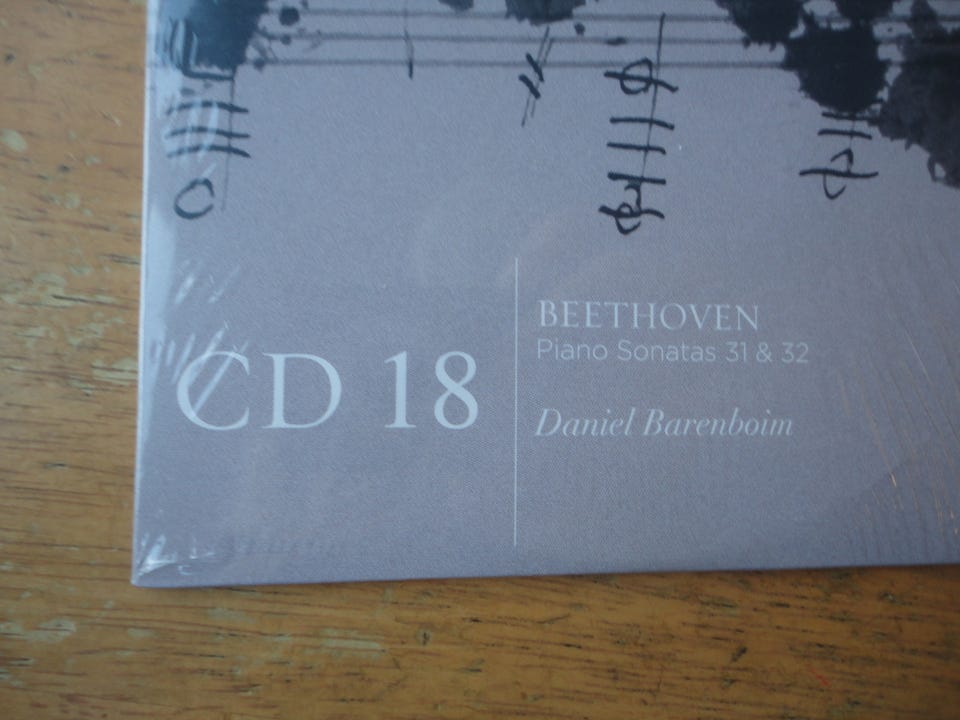 CD 18
BEETHOVEN
Piano Sonatas 31 & 32
Daniel Barenboim